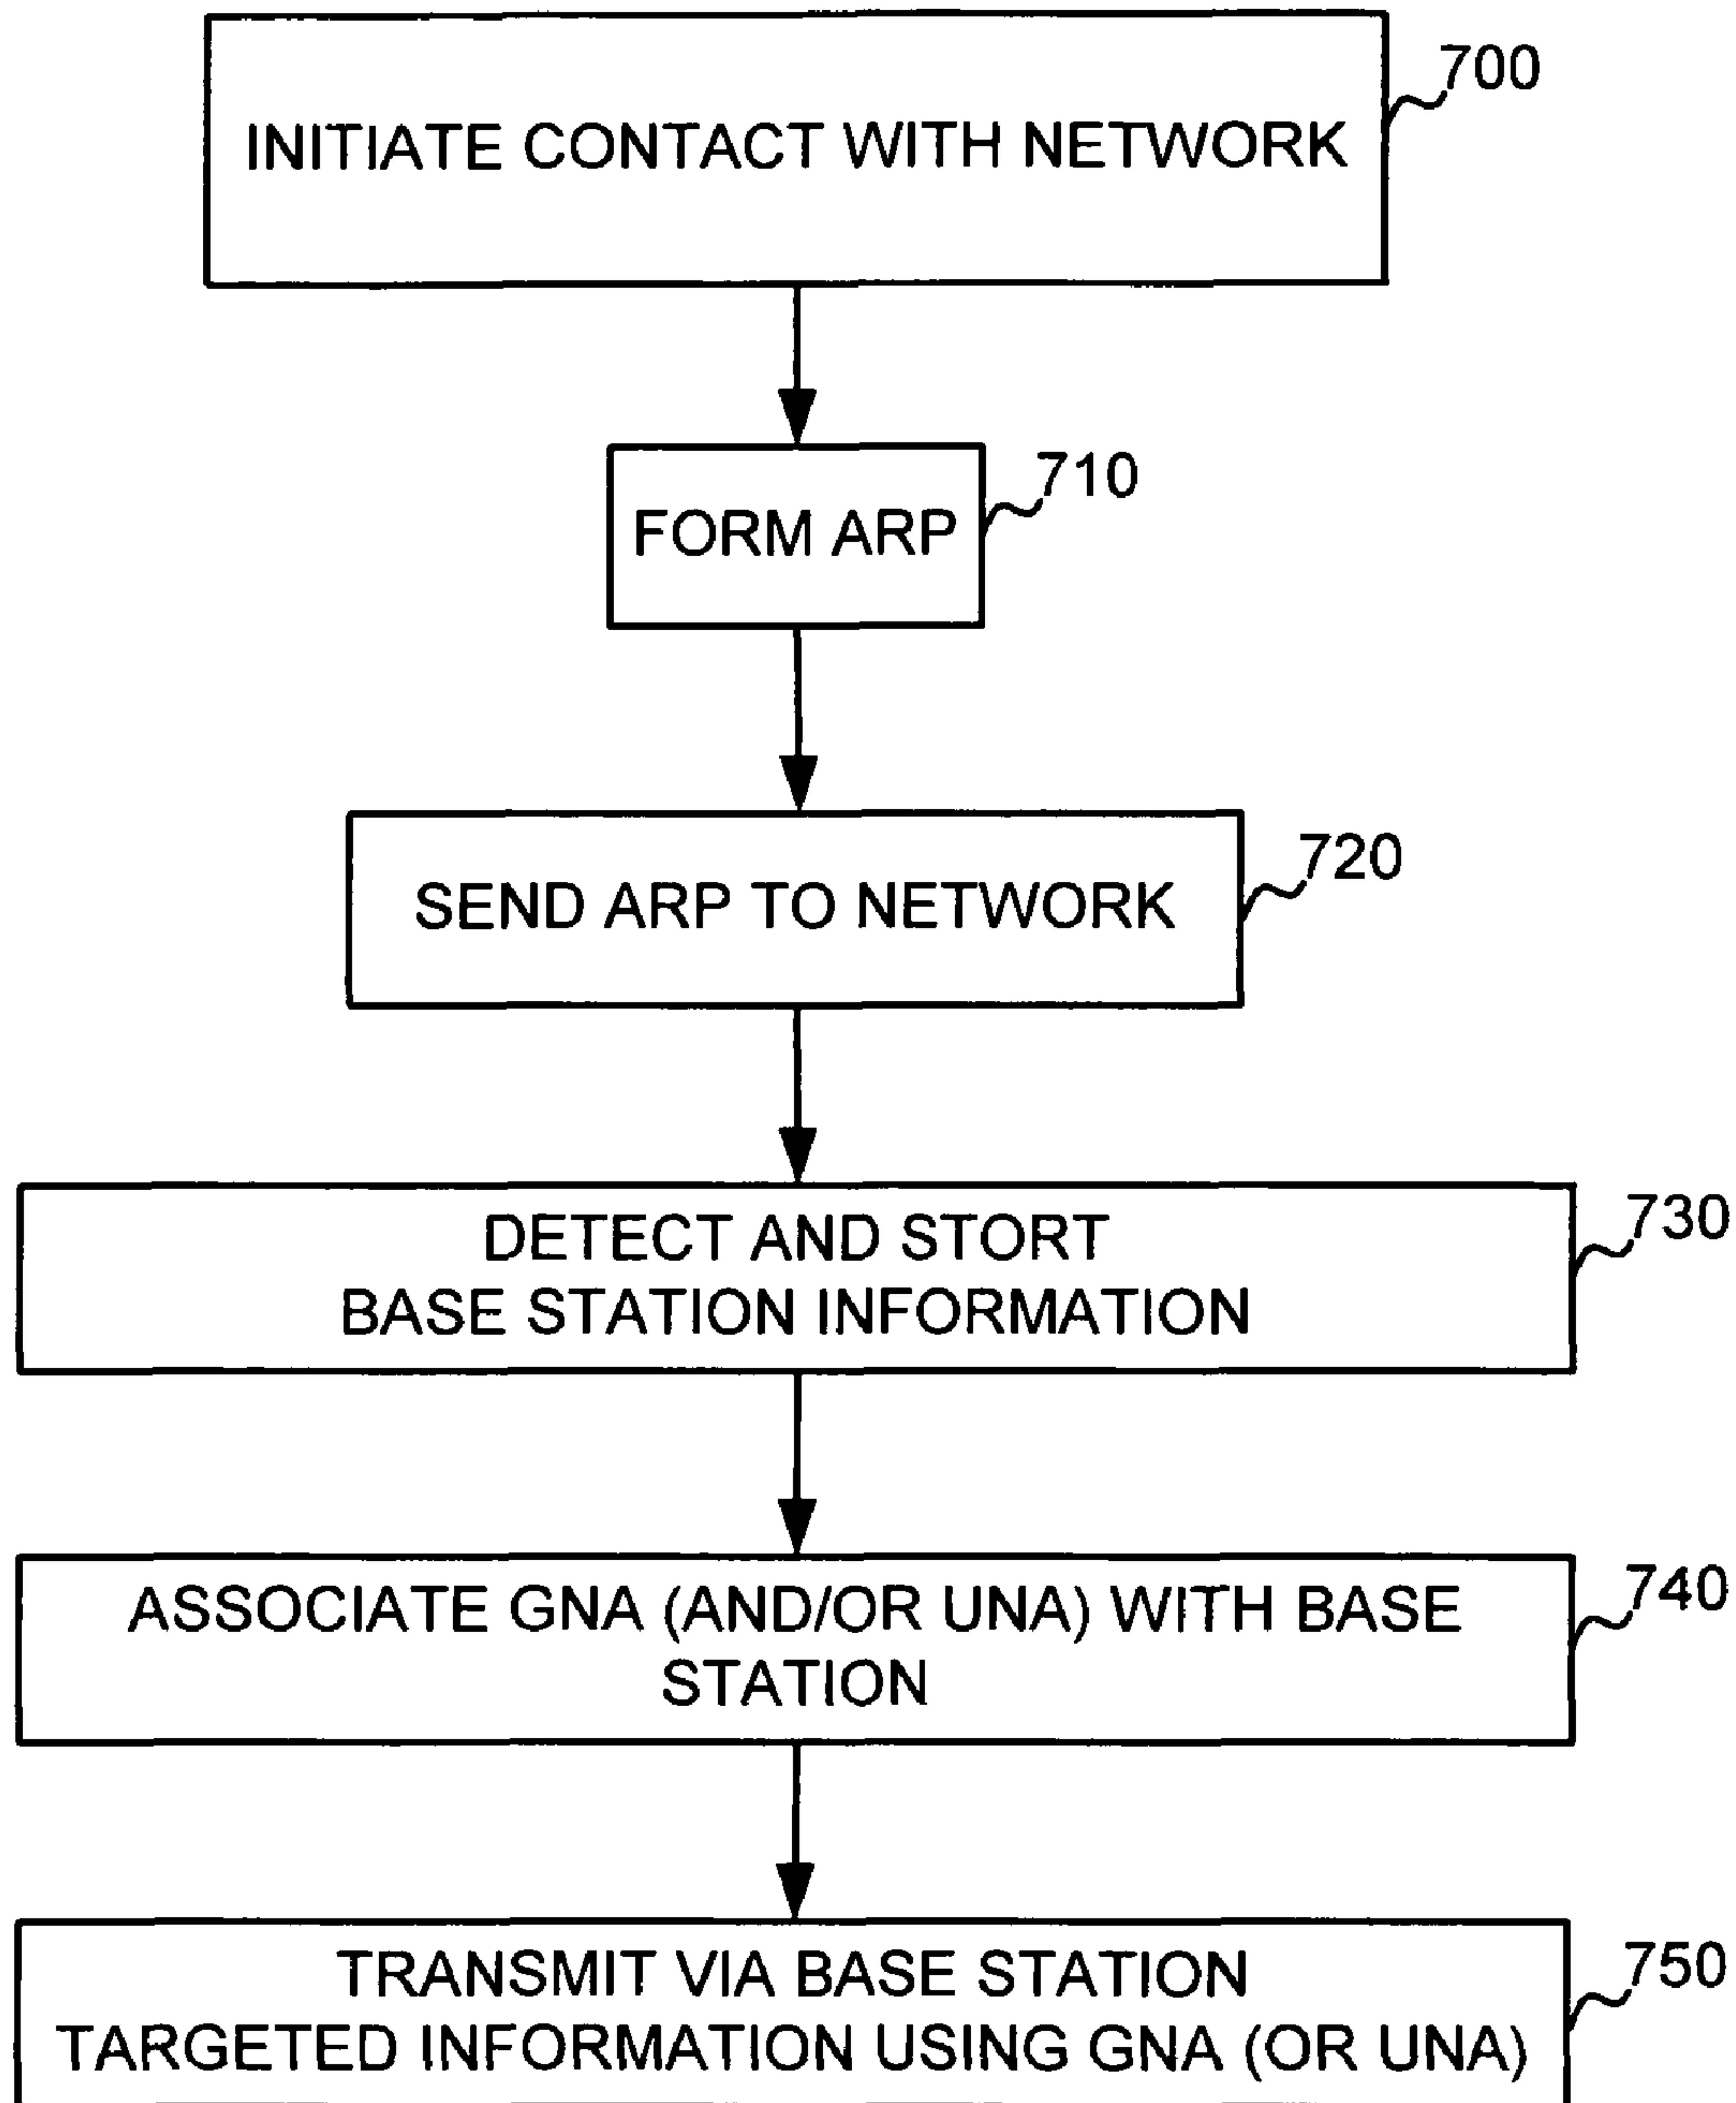 INITIATE CONTACT WITH NETWORK
700
FORM ARP
710
SEND ARP TO NETWORK
720
DETECT AND STORT
BASE STATION INFORMATION
730
ASSOCIATE GNA (AND/OR UNA) WITH BASE
STATION
740
TRANSMIT VIA BASE STATION
TARGETED INFORMATION USING GNA (OR UNA)
750